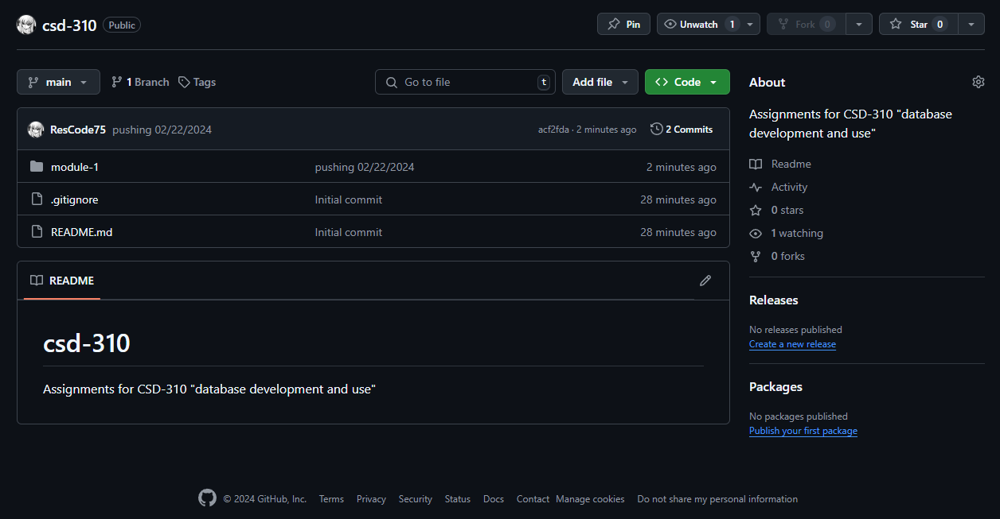 csd-310 Public Pin Unwatch 1 Fork 0 Star 0
main 1 Branch Tags Go to file t Add file Code
ResCode75 pushing 02/22/2024 acf2fda · 2 minutes ago 2 Commits
module-1 pushing 02/22/2024 2 minutes ago
.gitignore Initial commit 28 minutes ago
README.md Initial commit 28 minutes ago
README
csd-310
Assignments for CSD-310 "database development and use"
About
Assignments for CSD-310 "database
development and use"
Readme
Activity
0 stars
1 watching
0 forks
Releases
No releases published
Create a new release
Packages
No packages published
Publish your first package
© 2024 GitHub, Inc. Terms Privacy Security Status Docs Contact Manage cookies Do not share my personal information